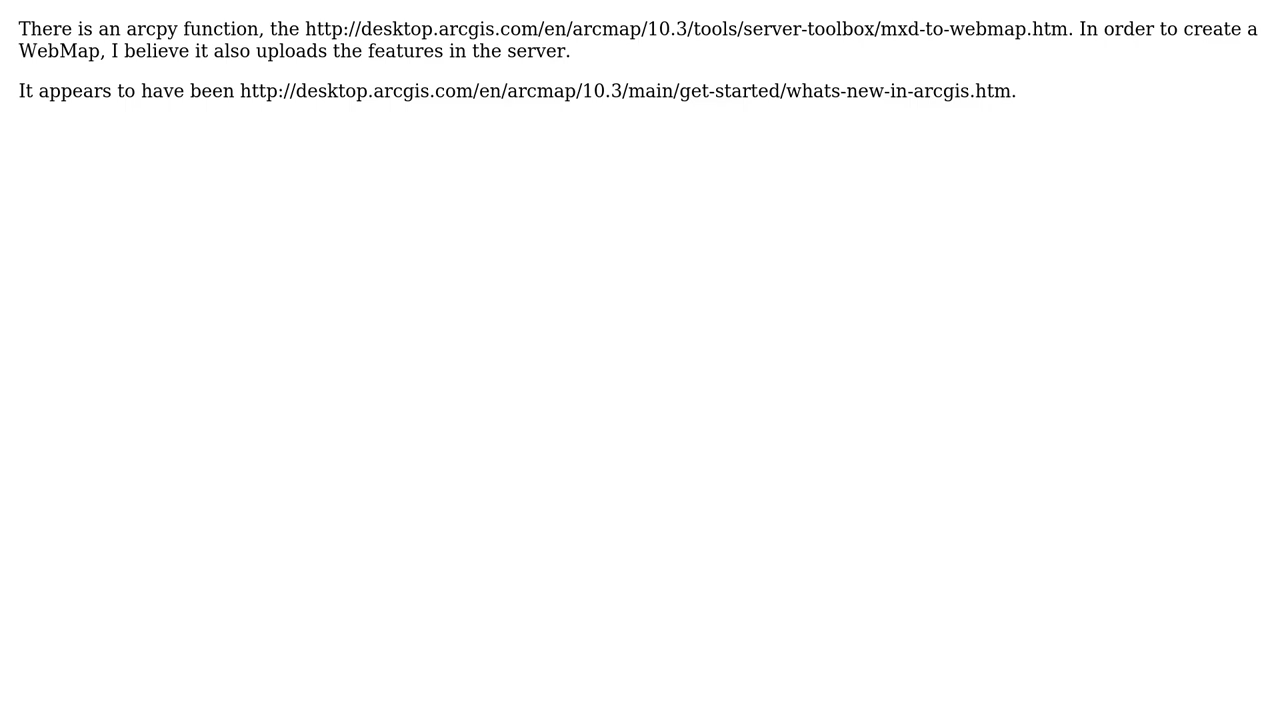 There is an arcpy function, the http://desktop.arcgis.com/en/arcmap/10.3/tools/server-toolbox/mxd-to-webmap.htm. In order to create a
WebMap, I believe it also uploads the features in the server.
It appears to have been http://desktop.arcgis.com/en/arcmap/10.3/main/get-started/whats-new-in-arcgis.htm.